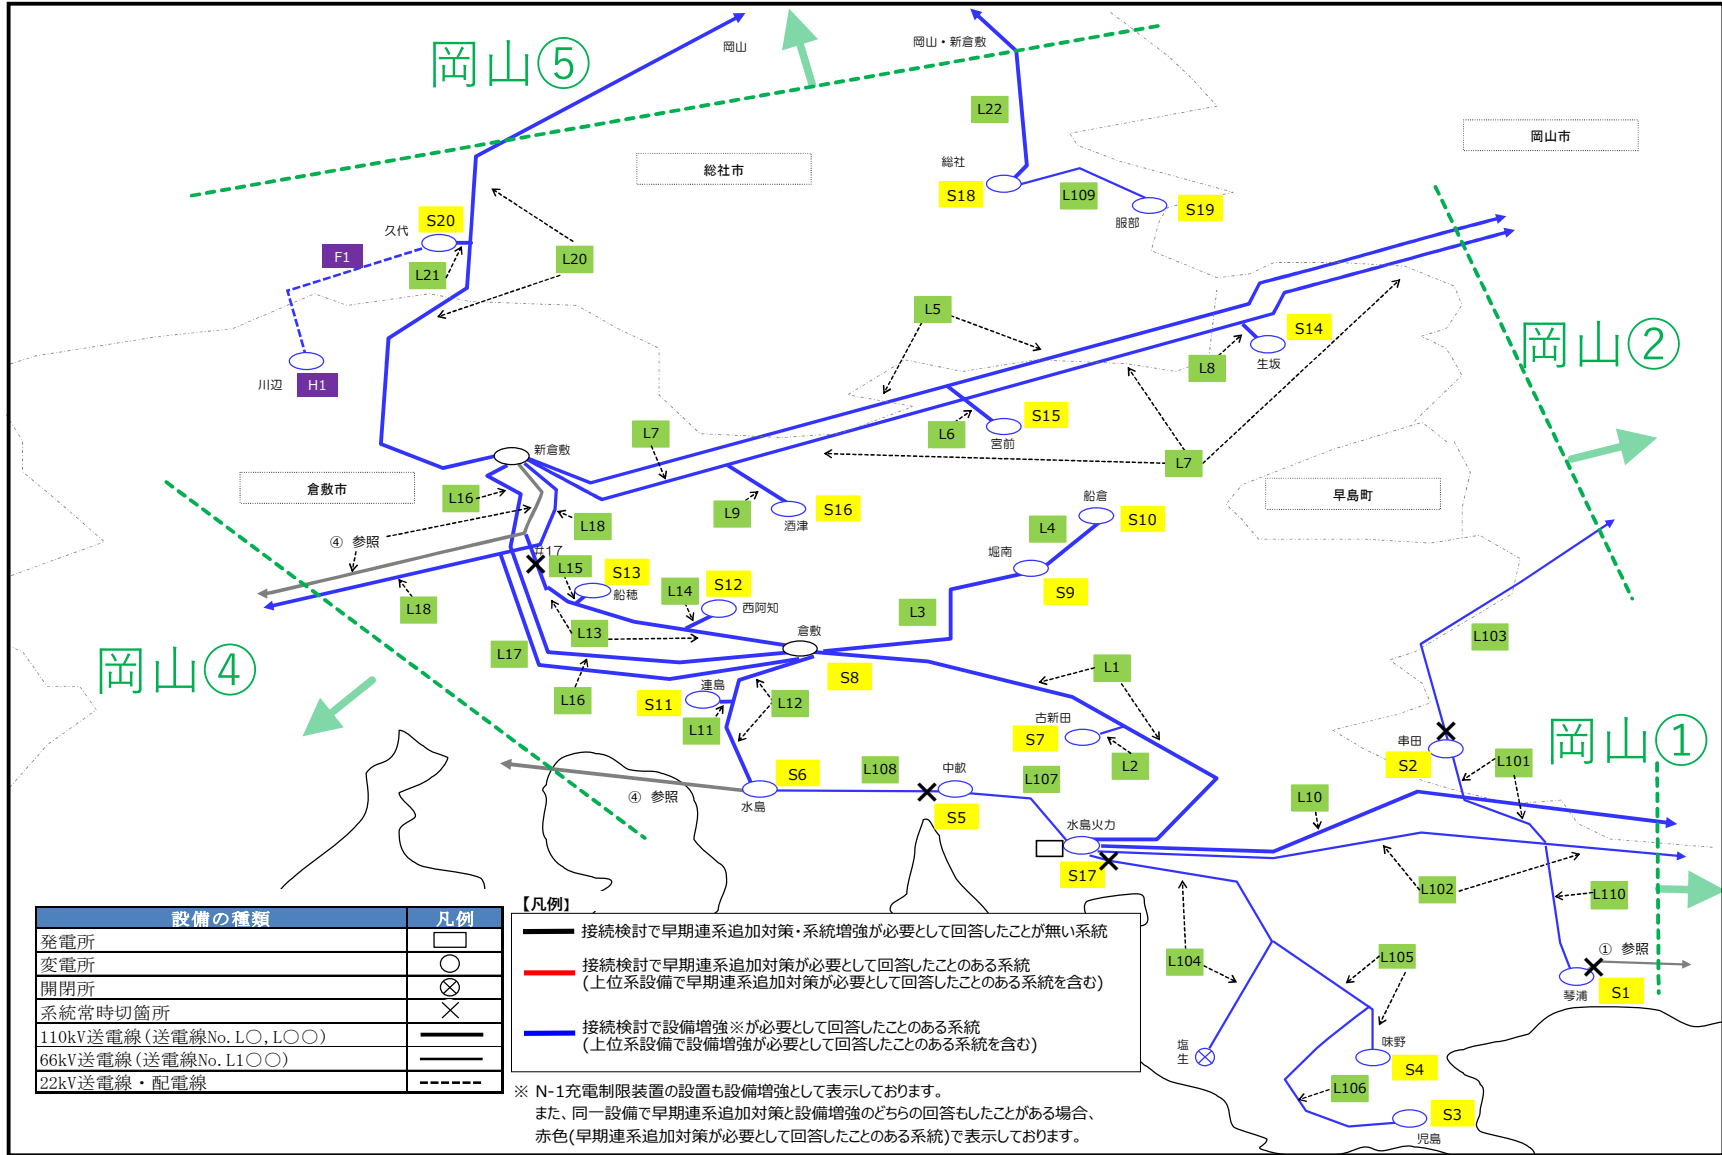 岡山⑤
岡山
岡山・新倉敷
L22
岡山市
総社市
総社
S18
L109
服部
S19
久代
S20
F1
L21
L20
岡山②
L5
S14
L8
生坂
川辺
H1
L7
L6
S15
宮前
新倉敷
L7
倉敷市
L16
L9
S16
酒津
船倉
S10
早島町
L4
④ 参照
L18
#17
L15
S13
船穂
L14
S12
西阿知
堀南
S9
L18
L3
L13
倉敷
L103
岡山④
L17
L16
S8
L1
連島
S11
L12
L11
古新田
S7
L2
串田
S2
L101
岡山①
S6
水島
④ 参照
L108
中畝
S5
L107
L10
水島火力
S17
L102
L110
① 参照
琴浦
S1
L104
L105
塩生
味野
S4
L106
S3
児島
設備の種類 凡例
発電所
変電所
開閉所
系統常時切箇所
110kV送電線(送電線No.L○,L○○)
66kV送電線(送電線No.L1○○)
22kV送電線・配電線
【凡例】
接続検討で早期連系追加対策・系統増強が必要として回答したことが無い系統
接続検討で早期連系追加対策が必要として回答したことのある系統
(上位系設備で早期連系追加対策が必要として回答したことのある系統を含む)
接続検討で設備増強※が必要として回答したことのある系統
(上位系設備で設備増強が必要として回答したことのある系統を含む)
※ N-1充電制限装置の設置も設備増強として表示しております。
また、同一設備で早期連系追加対策と設備増強のどちらの回答もしたことがある場合、
赤色(早期連系追加対策が必要として回答したことのある系統)で表示しております。